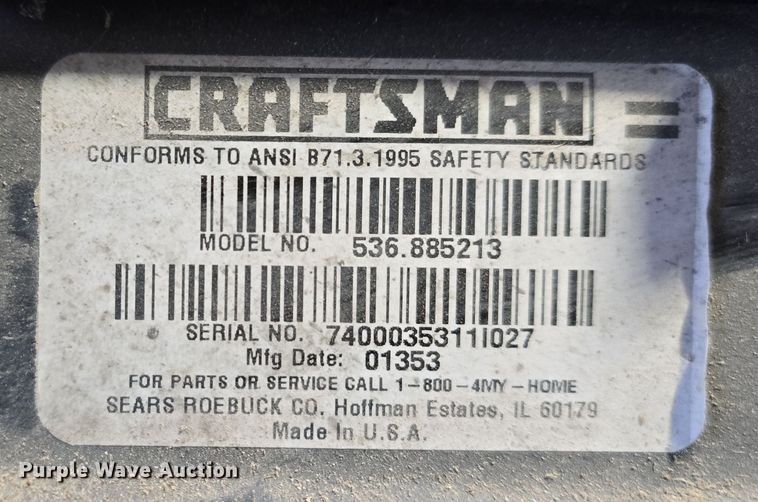 CRAFTSMAN
CONFORMS TO ANSI B71.3.1995 SAFETY STANDARDS
MODEL NO. 536.885213
SERIAL NO. 7400035311I027
Mfg Date: 01353
FOR PARTS OR SERVICE CALL 1-800-4MY-HOME
SEARS ROEBUCK CO. Hoffman Estates, IL 60179
Made In U.S.A.
Purple Wave Auction